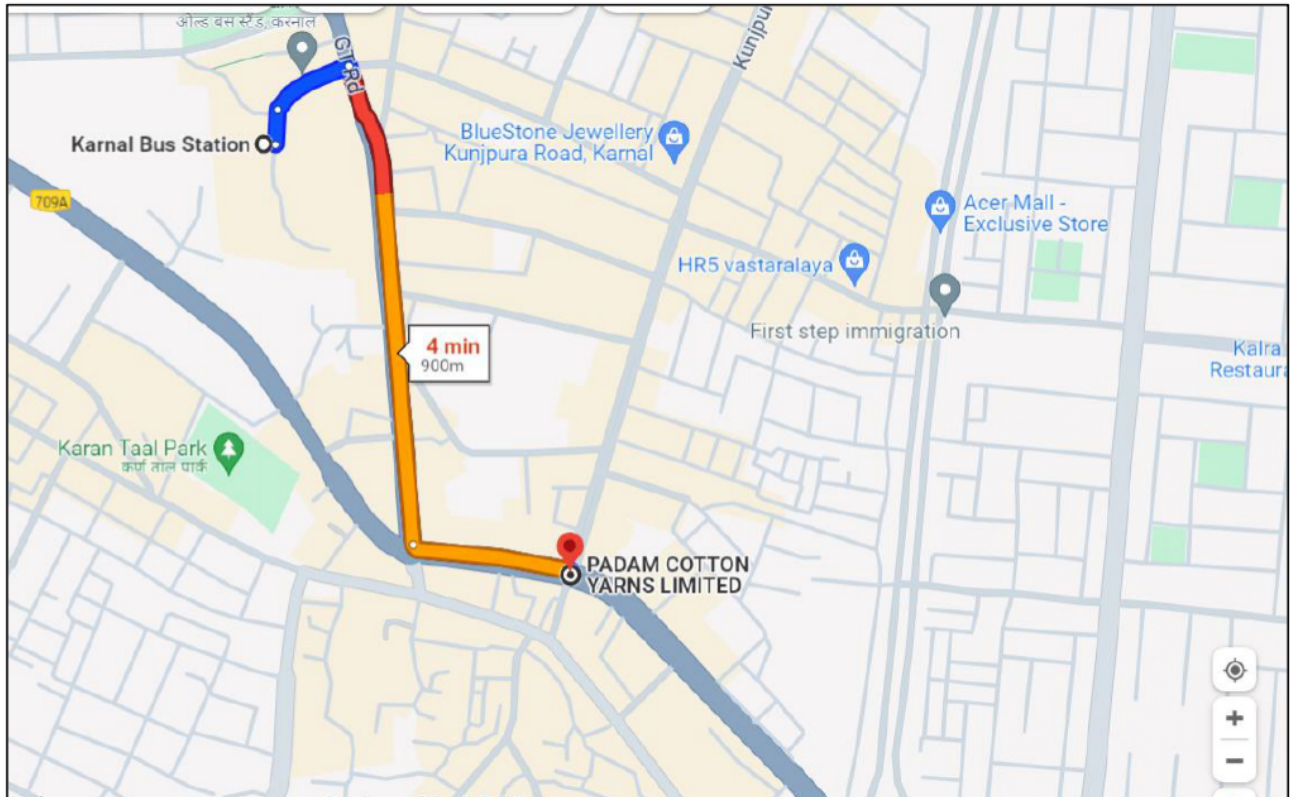 ओल्ड बस स्टैंड, करनाल
GT Rd
Kunjpur
Karnal Bus Station
BlueStone Jewellery
Kunjpura Road, Karnal
709A
Acer Mall -
Exclusive Store
HR5 vastaralaya
First step immigration
4 min
900m
Kalra
Restaura
Karan Taal Park
कर्ण ताल पार्क
PADAM COTTON
YARNS LIMITED